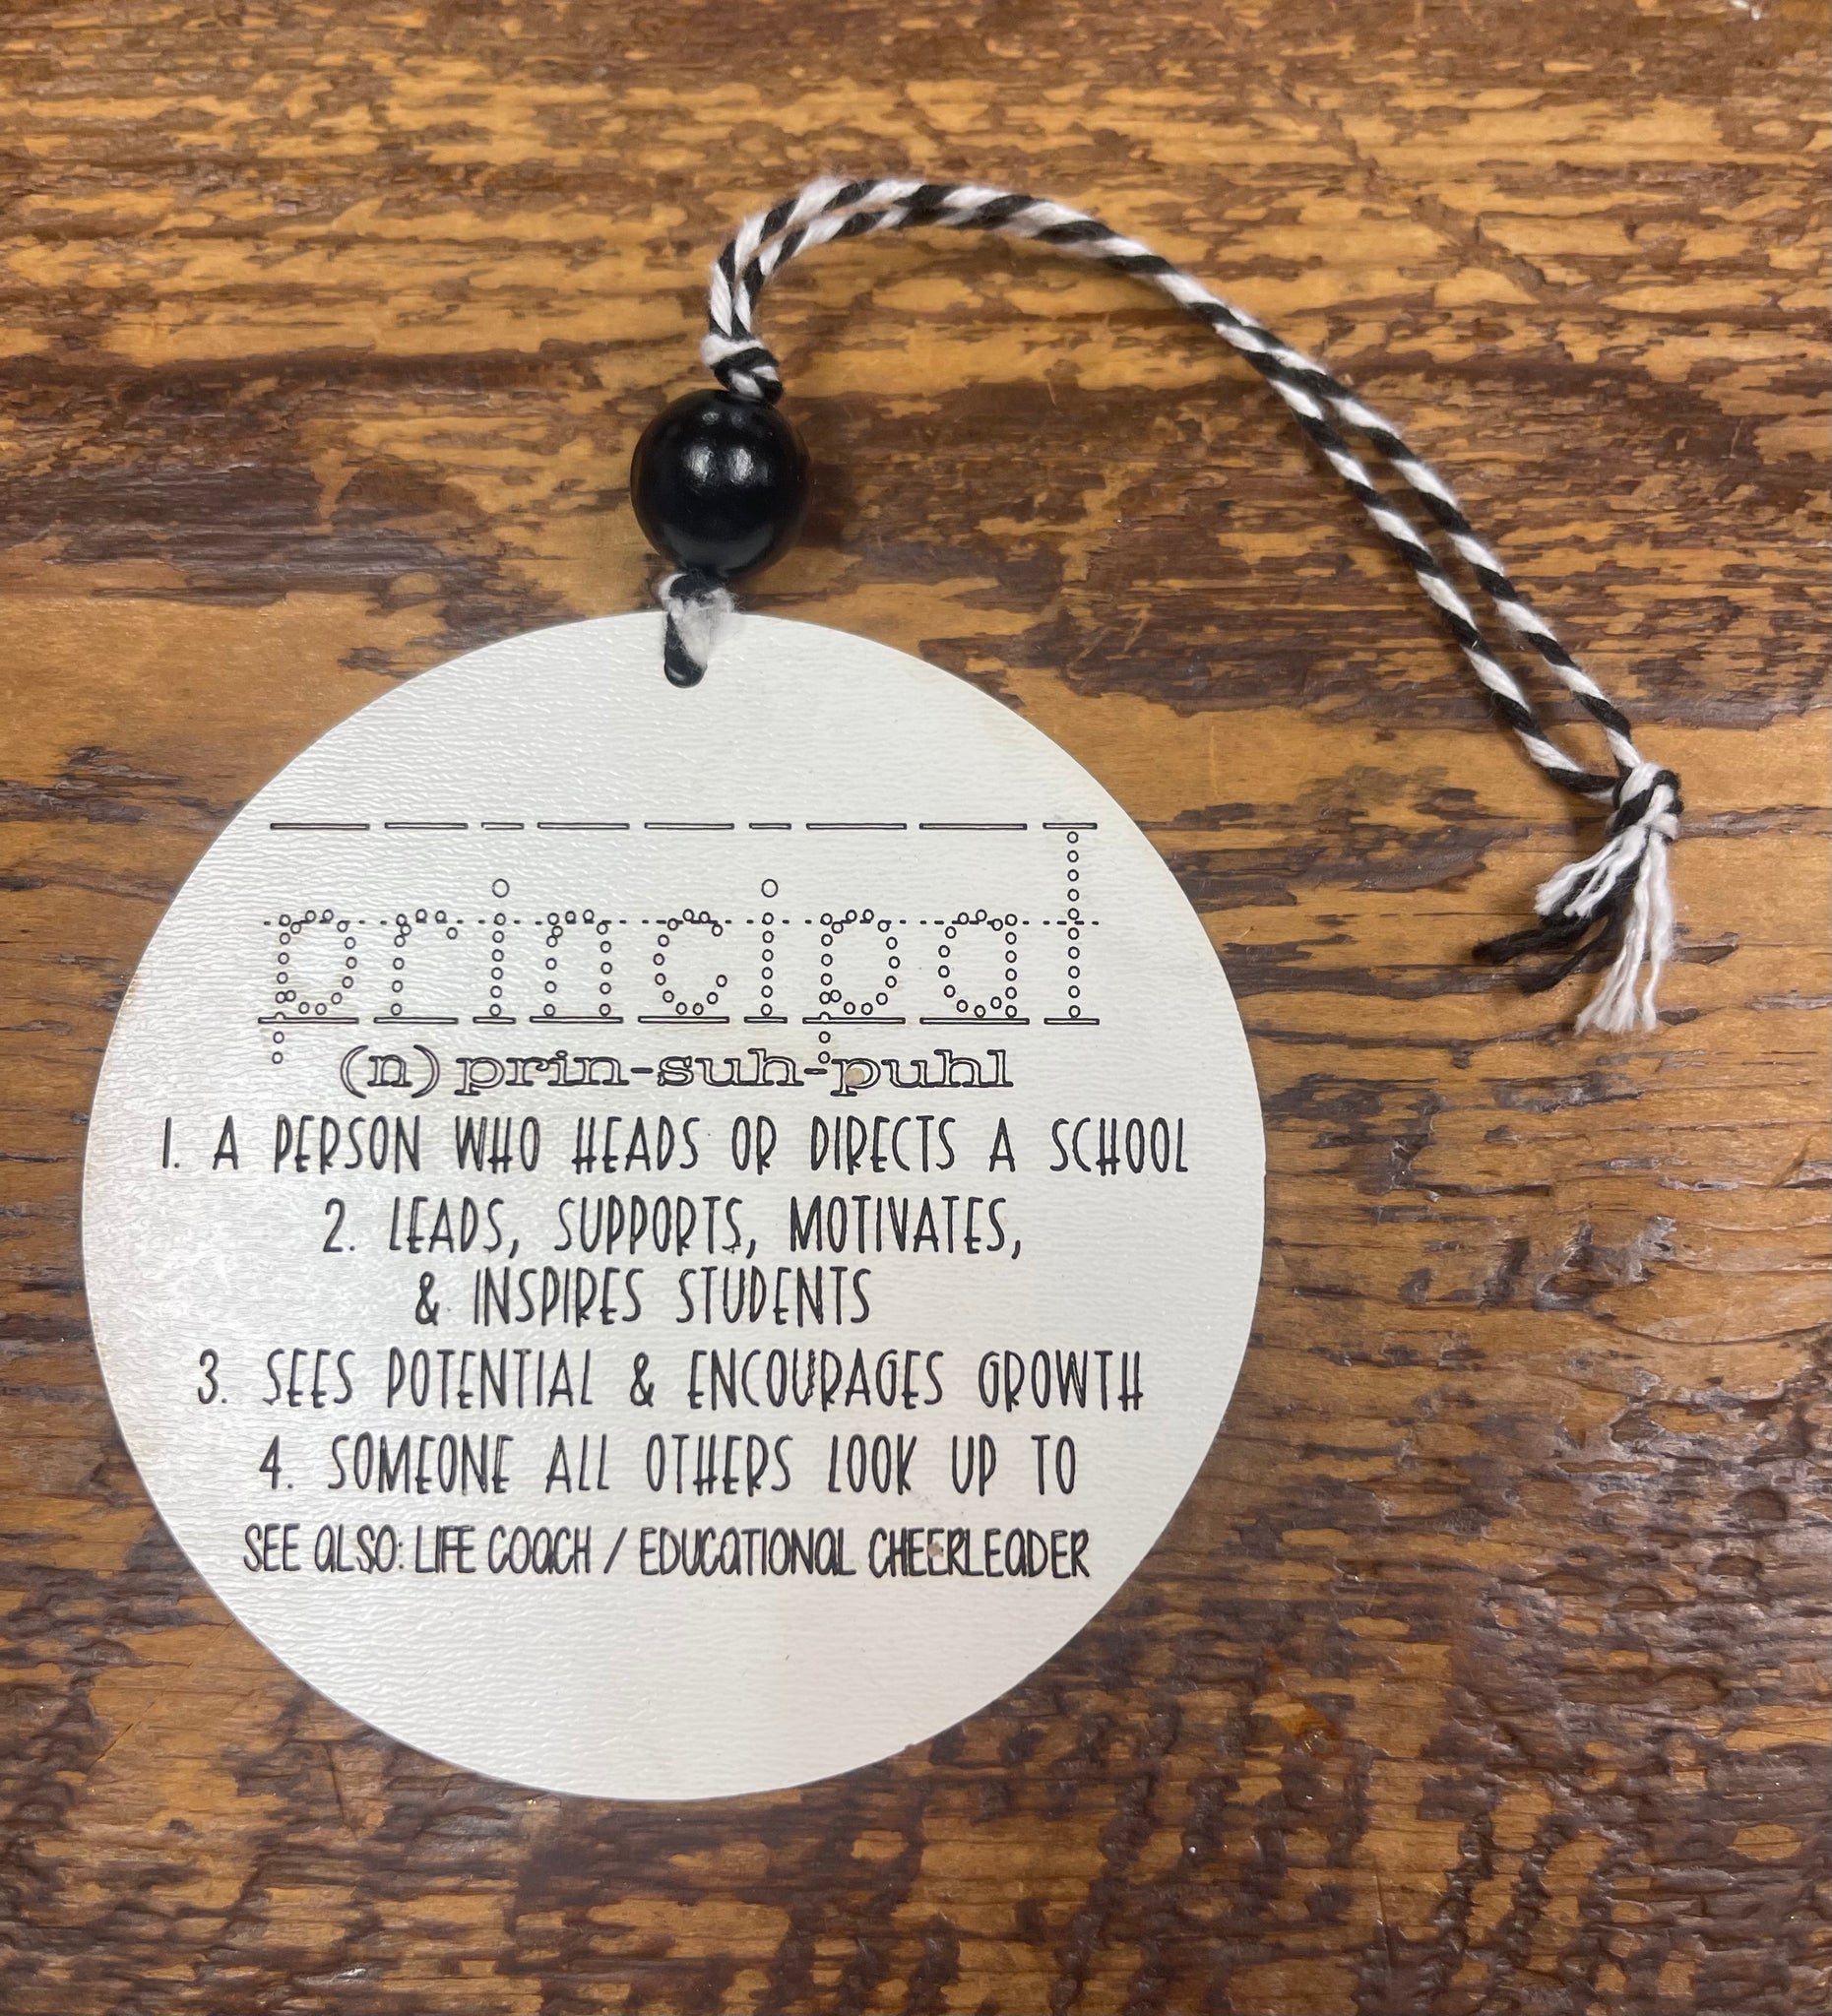 principal
(n) prin-suh-puhl
1. A PERSON WHO HEADS OR DIRECTS A SCHOOL
2. LEADS, SUPPORTS, MOTIVATES,
& INSPIRES STUDENTS
3. SEES POTENTIAL & ENCOURAGES GROWTH
4. SOMEONE ALL OTHERS LOOK UP TO
SEE ALSO: LIFE COACH / EDUCATIONAL CHEERLEADER